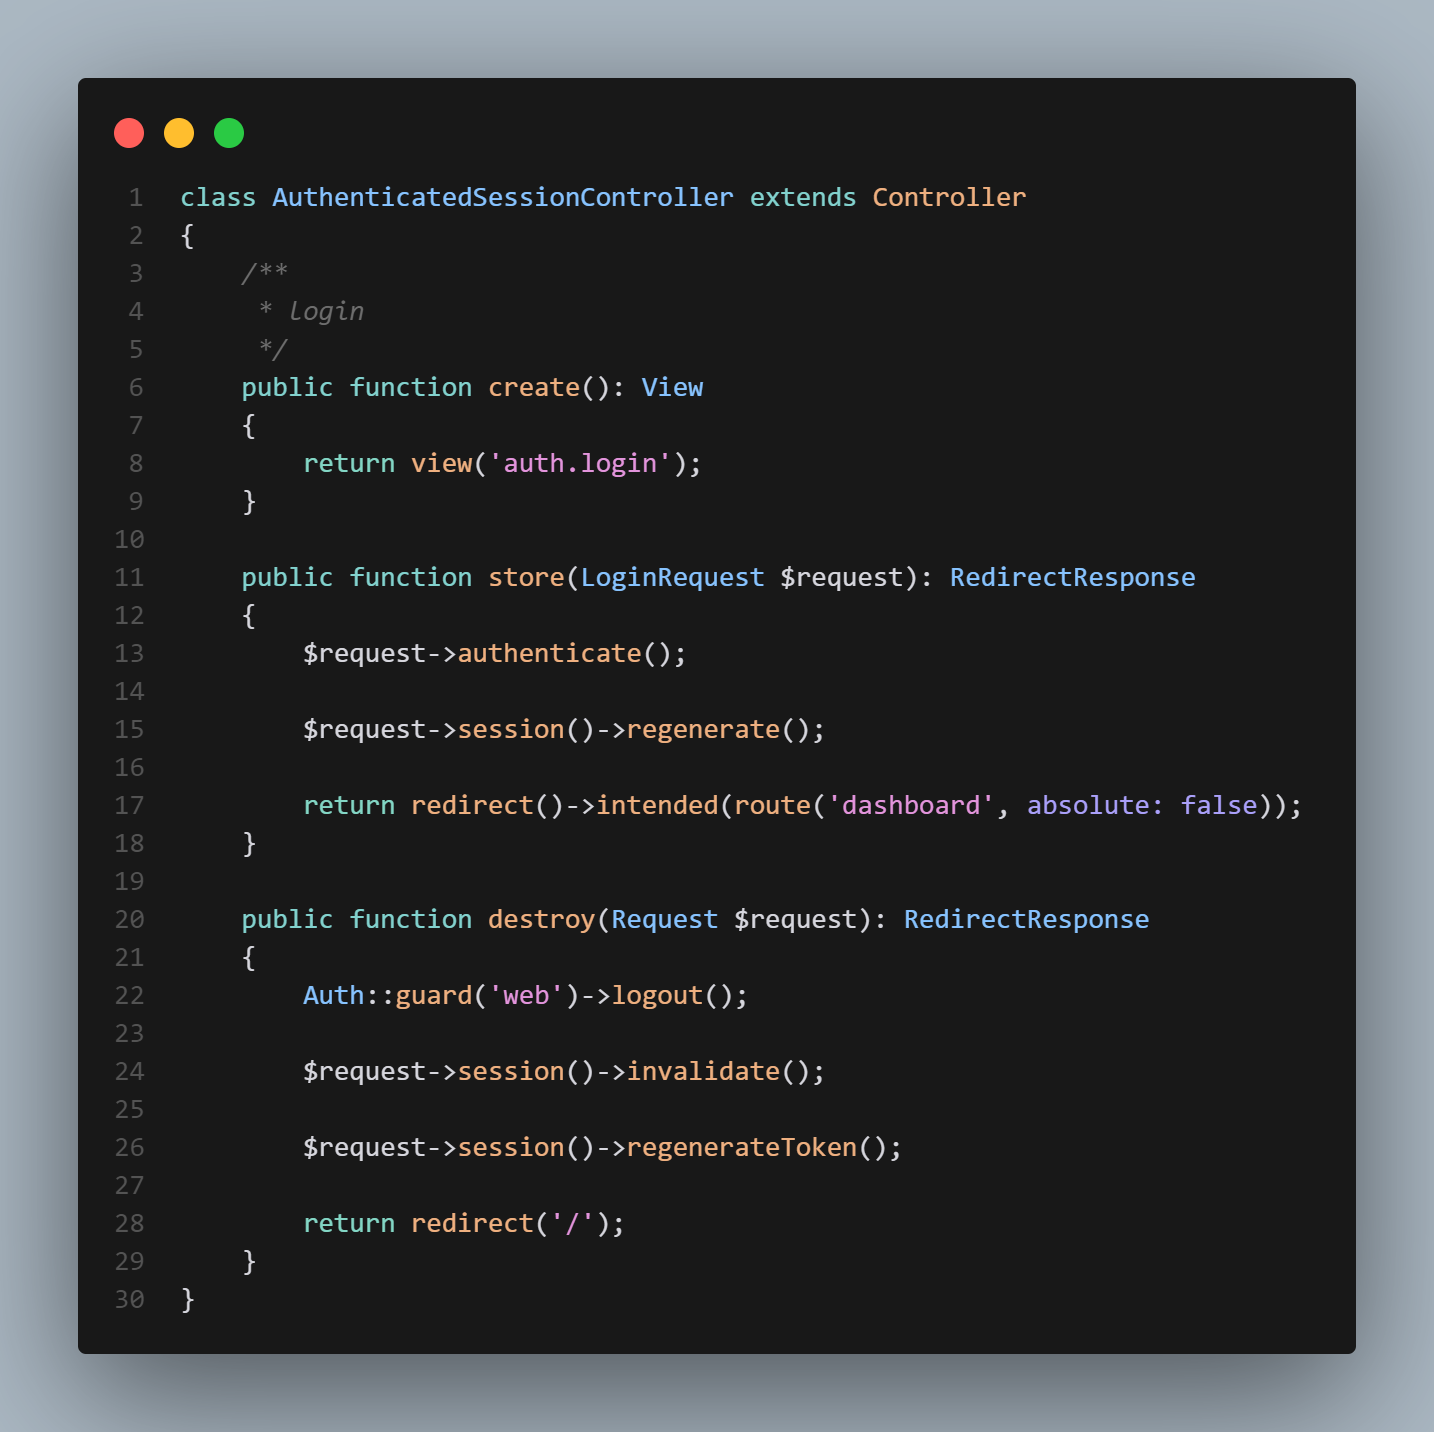 1 class AuthenticatedSessionController extends Controller
2 {
3     /**
4      * login
5      */
6     public function create(): View
7     {
8         return view('auth.login');
9     }
10
11     public function store(LoginRequest $request): RedirectResponse
12     {
13         $request->authenticate();
14
15         $request->session()->regenerate();
16
17         return redirect()->intended(route('dashboard', absolute: false));
18     }
19
20     public function destroy(Request $request): RedirectResponse
21     {
22         Auth::guard('web')->logout();
23
24         $request->session()->invalidate();
25
26         $request->session()->regenerateToken();
27
28         return redirect('/');
29     }
30 }